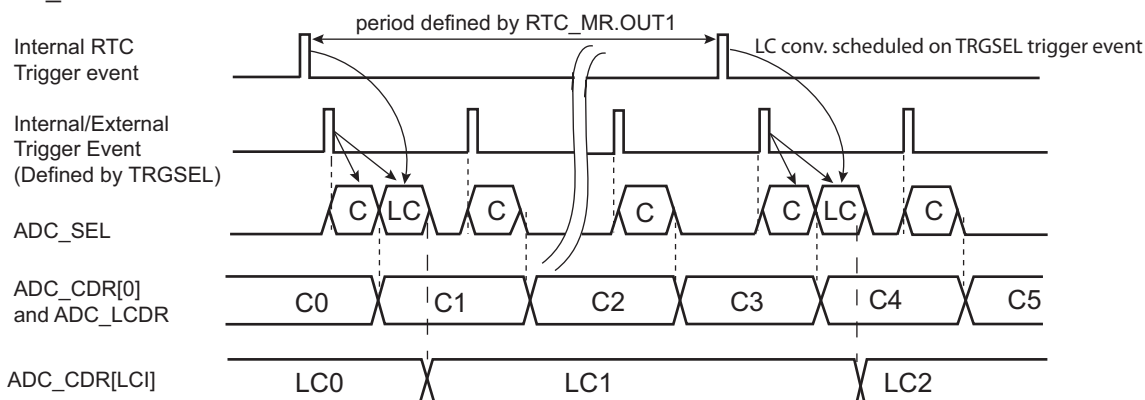 period defined by RTC_MR.OUT1
Internal RTC
Trigger event
LC conv. scheduled on TRGSEL trigger event
Internal/External
Trigger Event
(Defined by TRGSEL)
ADC_SEL
C LC C C C LC C
ADC_CDR[0]
and ADC_LCDR
C0 C1 C2 C3 C4 C5
ADC_CDR[LCI]
LC0 LC1 LC2